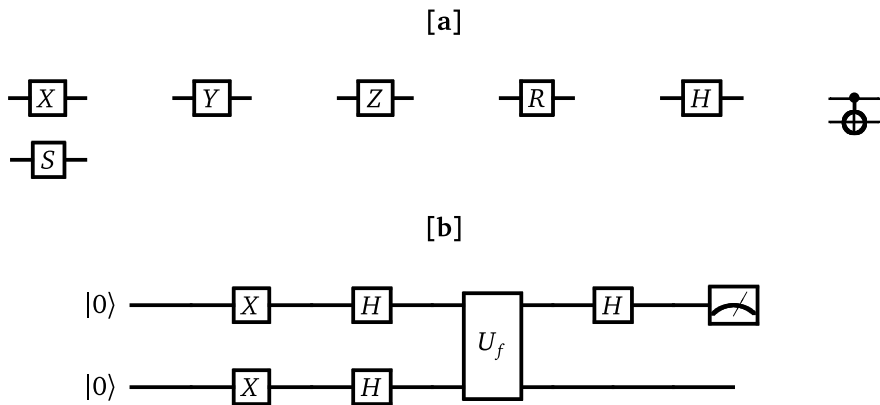 [a]
X Y Z R H
S
[b]
|0⟩ X H H
U_f
|0⟩ X H